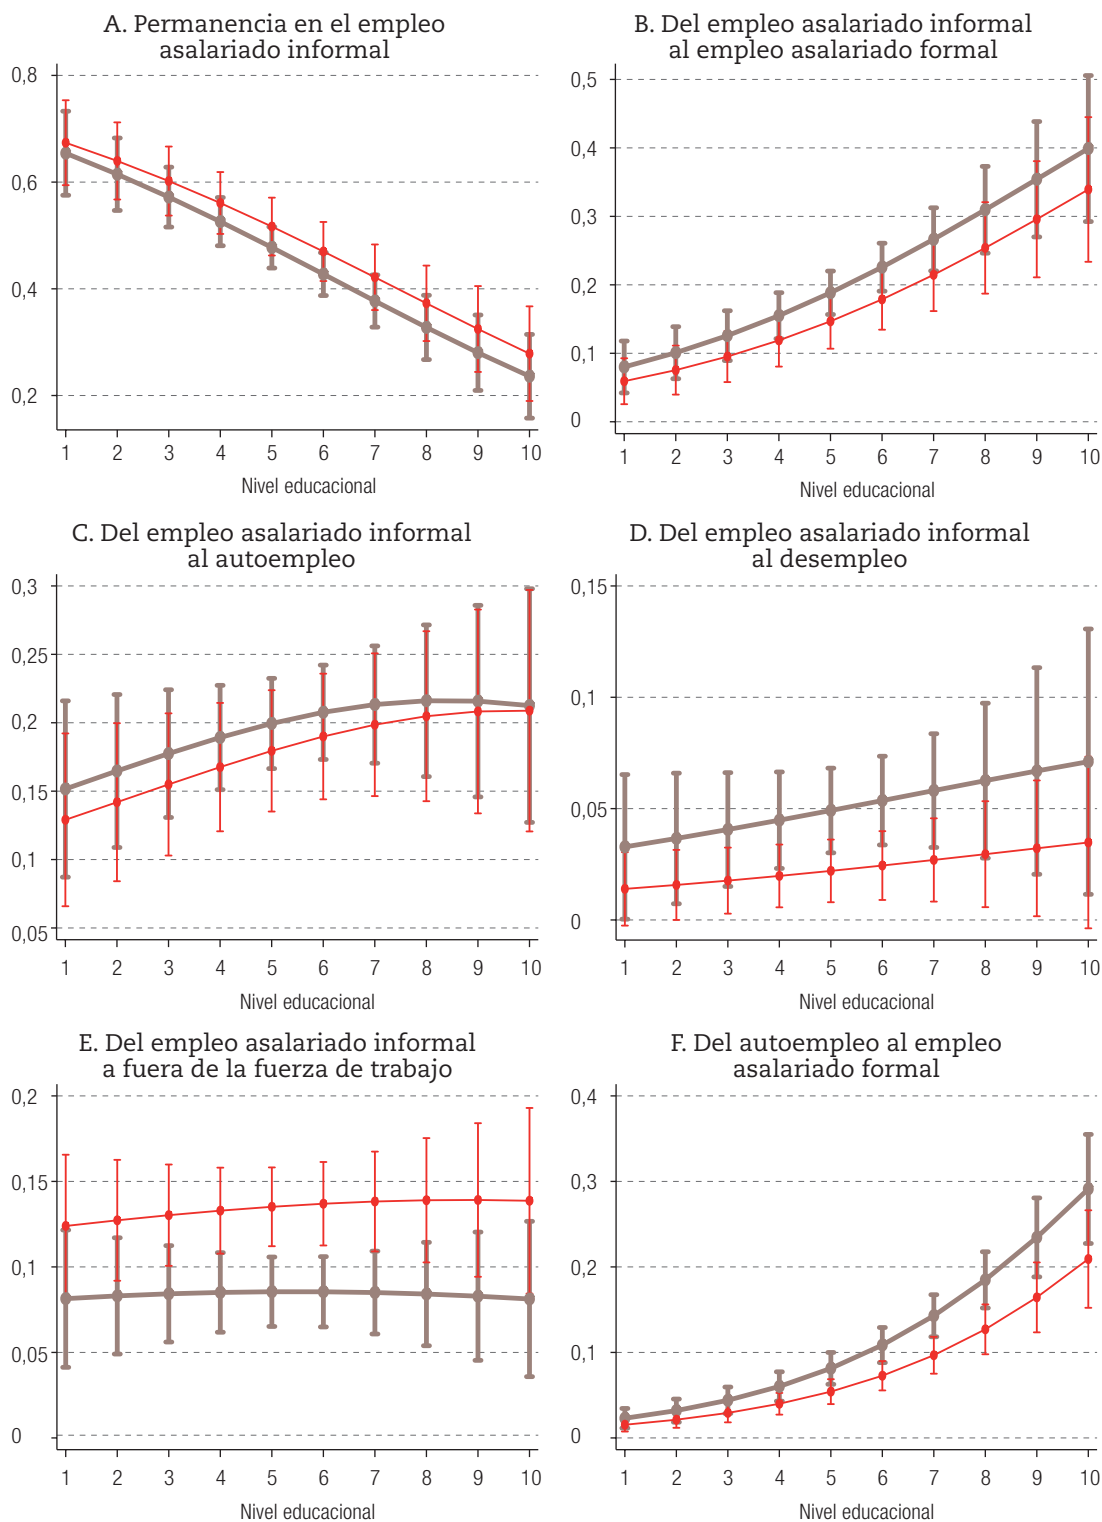 A. Permanencia en el empleo
asalariado informal
0,8
0,6
0,4
0,2
1 2 3 4 5 6 7 8 9 10
Nivel educacional
B. Del empleo asalariado informal
al empleo asalariado formal
0,5
0,4
0,3
0,2
0,1
0
1 2 3 4 5 6 7 8 9 10
Nivel educacional
C. Del empleo asalariado informal
al autoempleo
0,3
0,25
0,2
0,15
0,1
0,05
1 2 3 4 5 6 7 8 9 10
Nivel educacional
D. Del empleo asalariado informal
al desempleo
0,15
0,1
0,05
0
1 2 3 4 5 6 7 8 9 10
Nivel educacional
E. Del empleo asalariado informal
a fuera de la fuerza de trabajo
0,2
0,15
0,1
0,05
0
1 2 3 4 5 6 7 8 9 10
Nivel educacional
F. Del autoempleo al empleo
asalariado formal
0,4
0,3
0,2
0,1
0
1 2 3 4 5 6 7 8 9 10
Nivel educacional